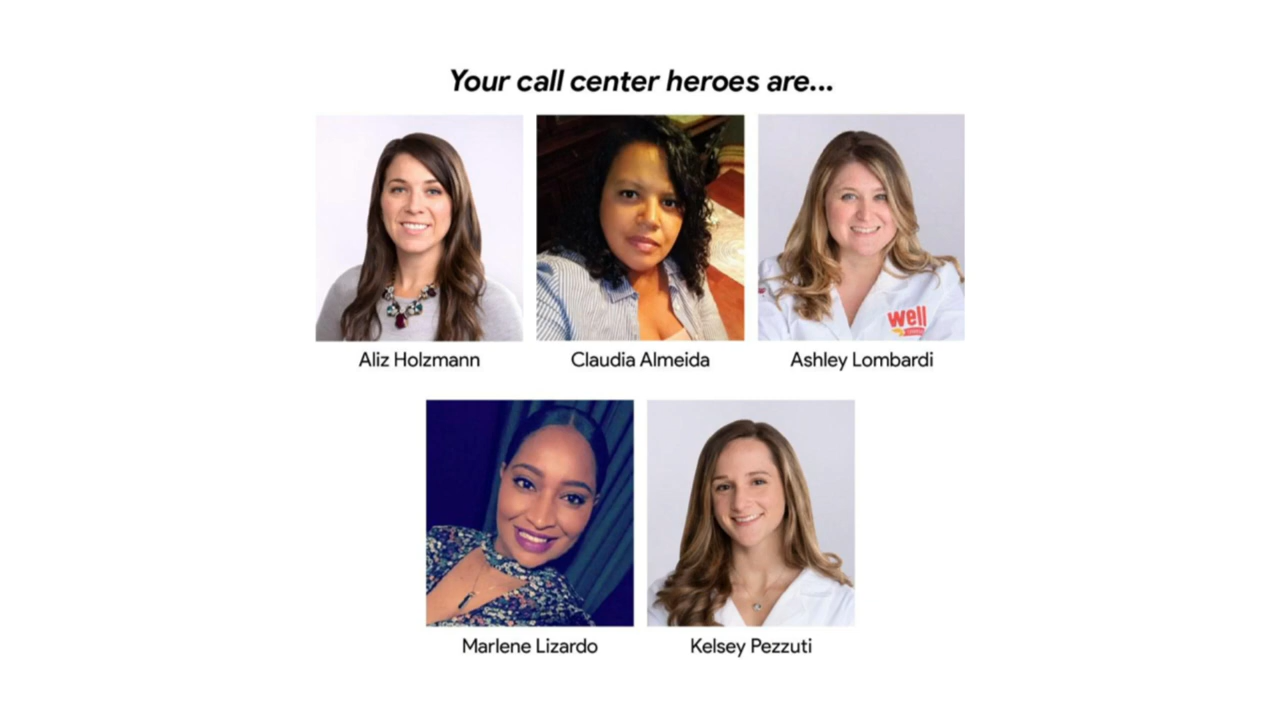 Your call center heroes are...
well
Aliz Holzmann
Claudia Almeida
Ashley Lombardi
Marlene Lizardo
Kelsey Pezzuti